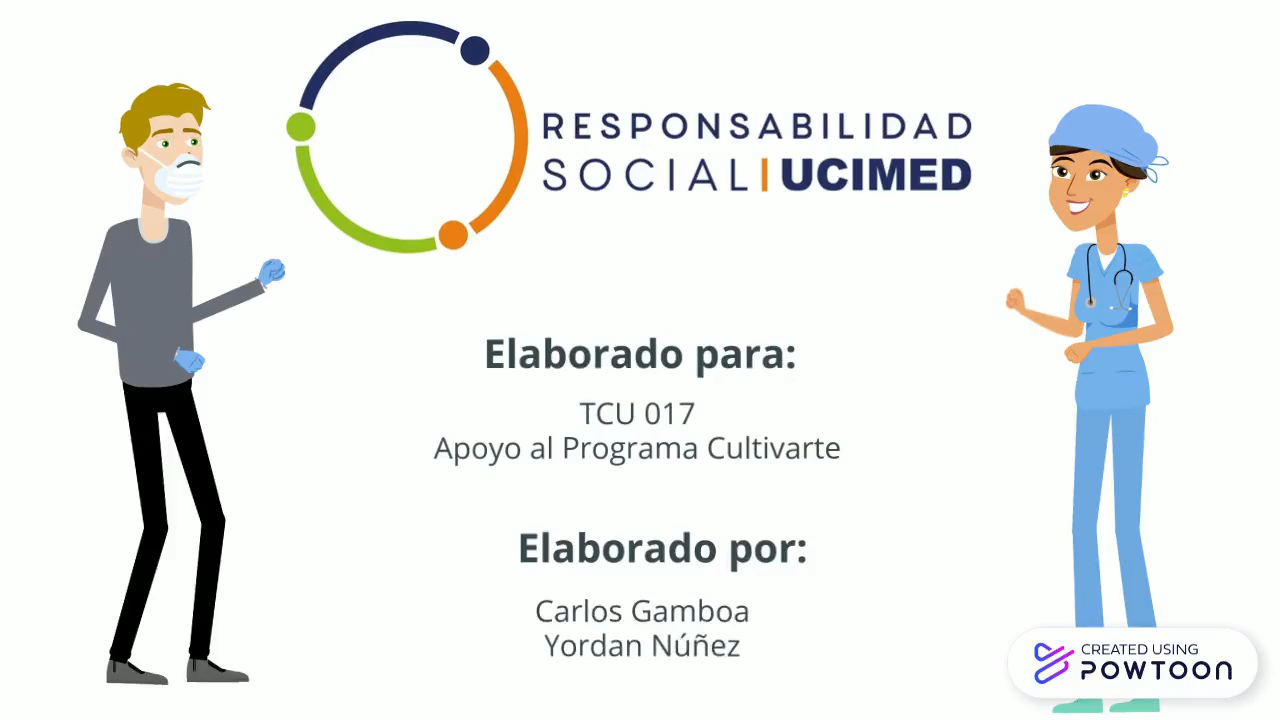 RESPONSABILIDAD
SOCIAL | UCIMED
Elaborado para:
TCU 017
Apoyo al Programa Cultivarte
Elaborado por:
Carlos Gamboa
Yordan Núñez
CREATED USING
POWTOON